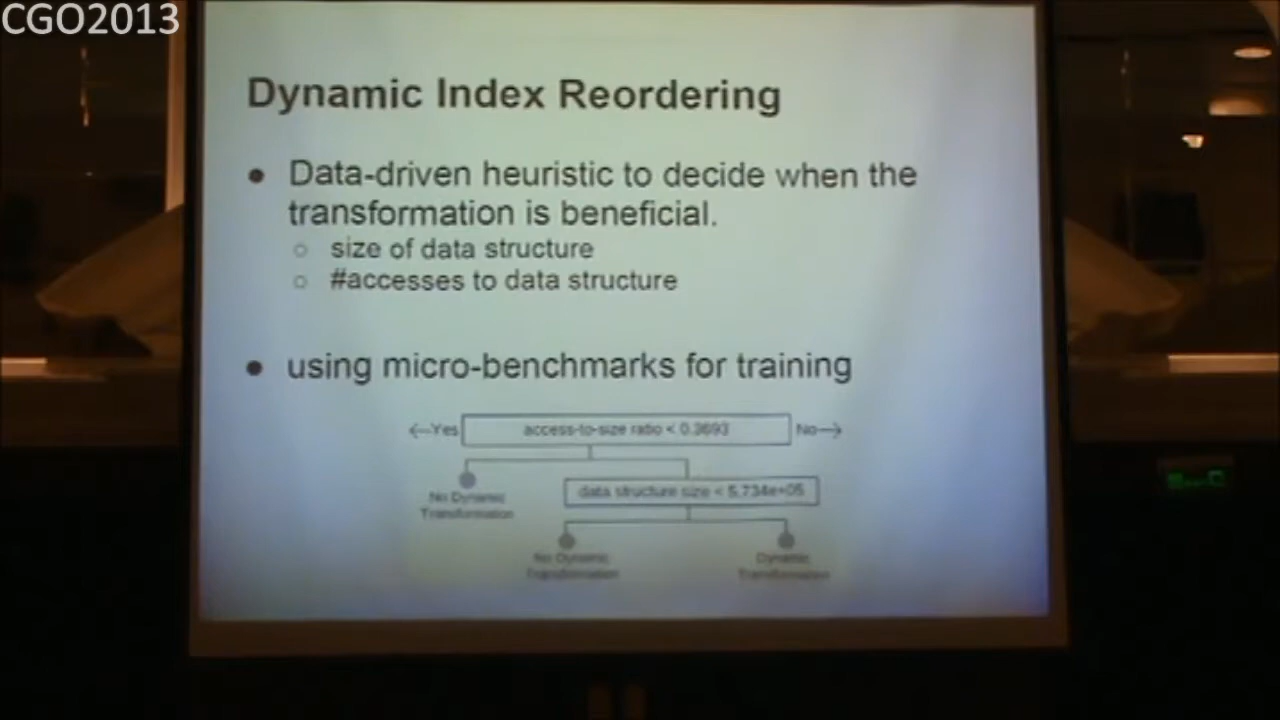 CGO2013
Dynamic Index Reordering
● Data-driven heuristic to decide when the
transformation is beneficial.
○ size of data structure
○ #accesses to data structure
● using micro-benchmarks for training
←Yes access-to-size ratio < 0.3693 No→
data structure size < 5.734e+05
No Dynamic
Transformation
No Dynamic Dynamic
Transformation Transformation